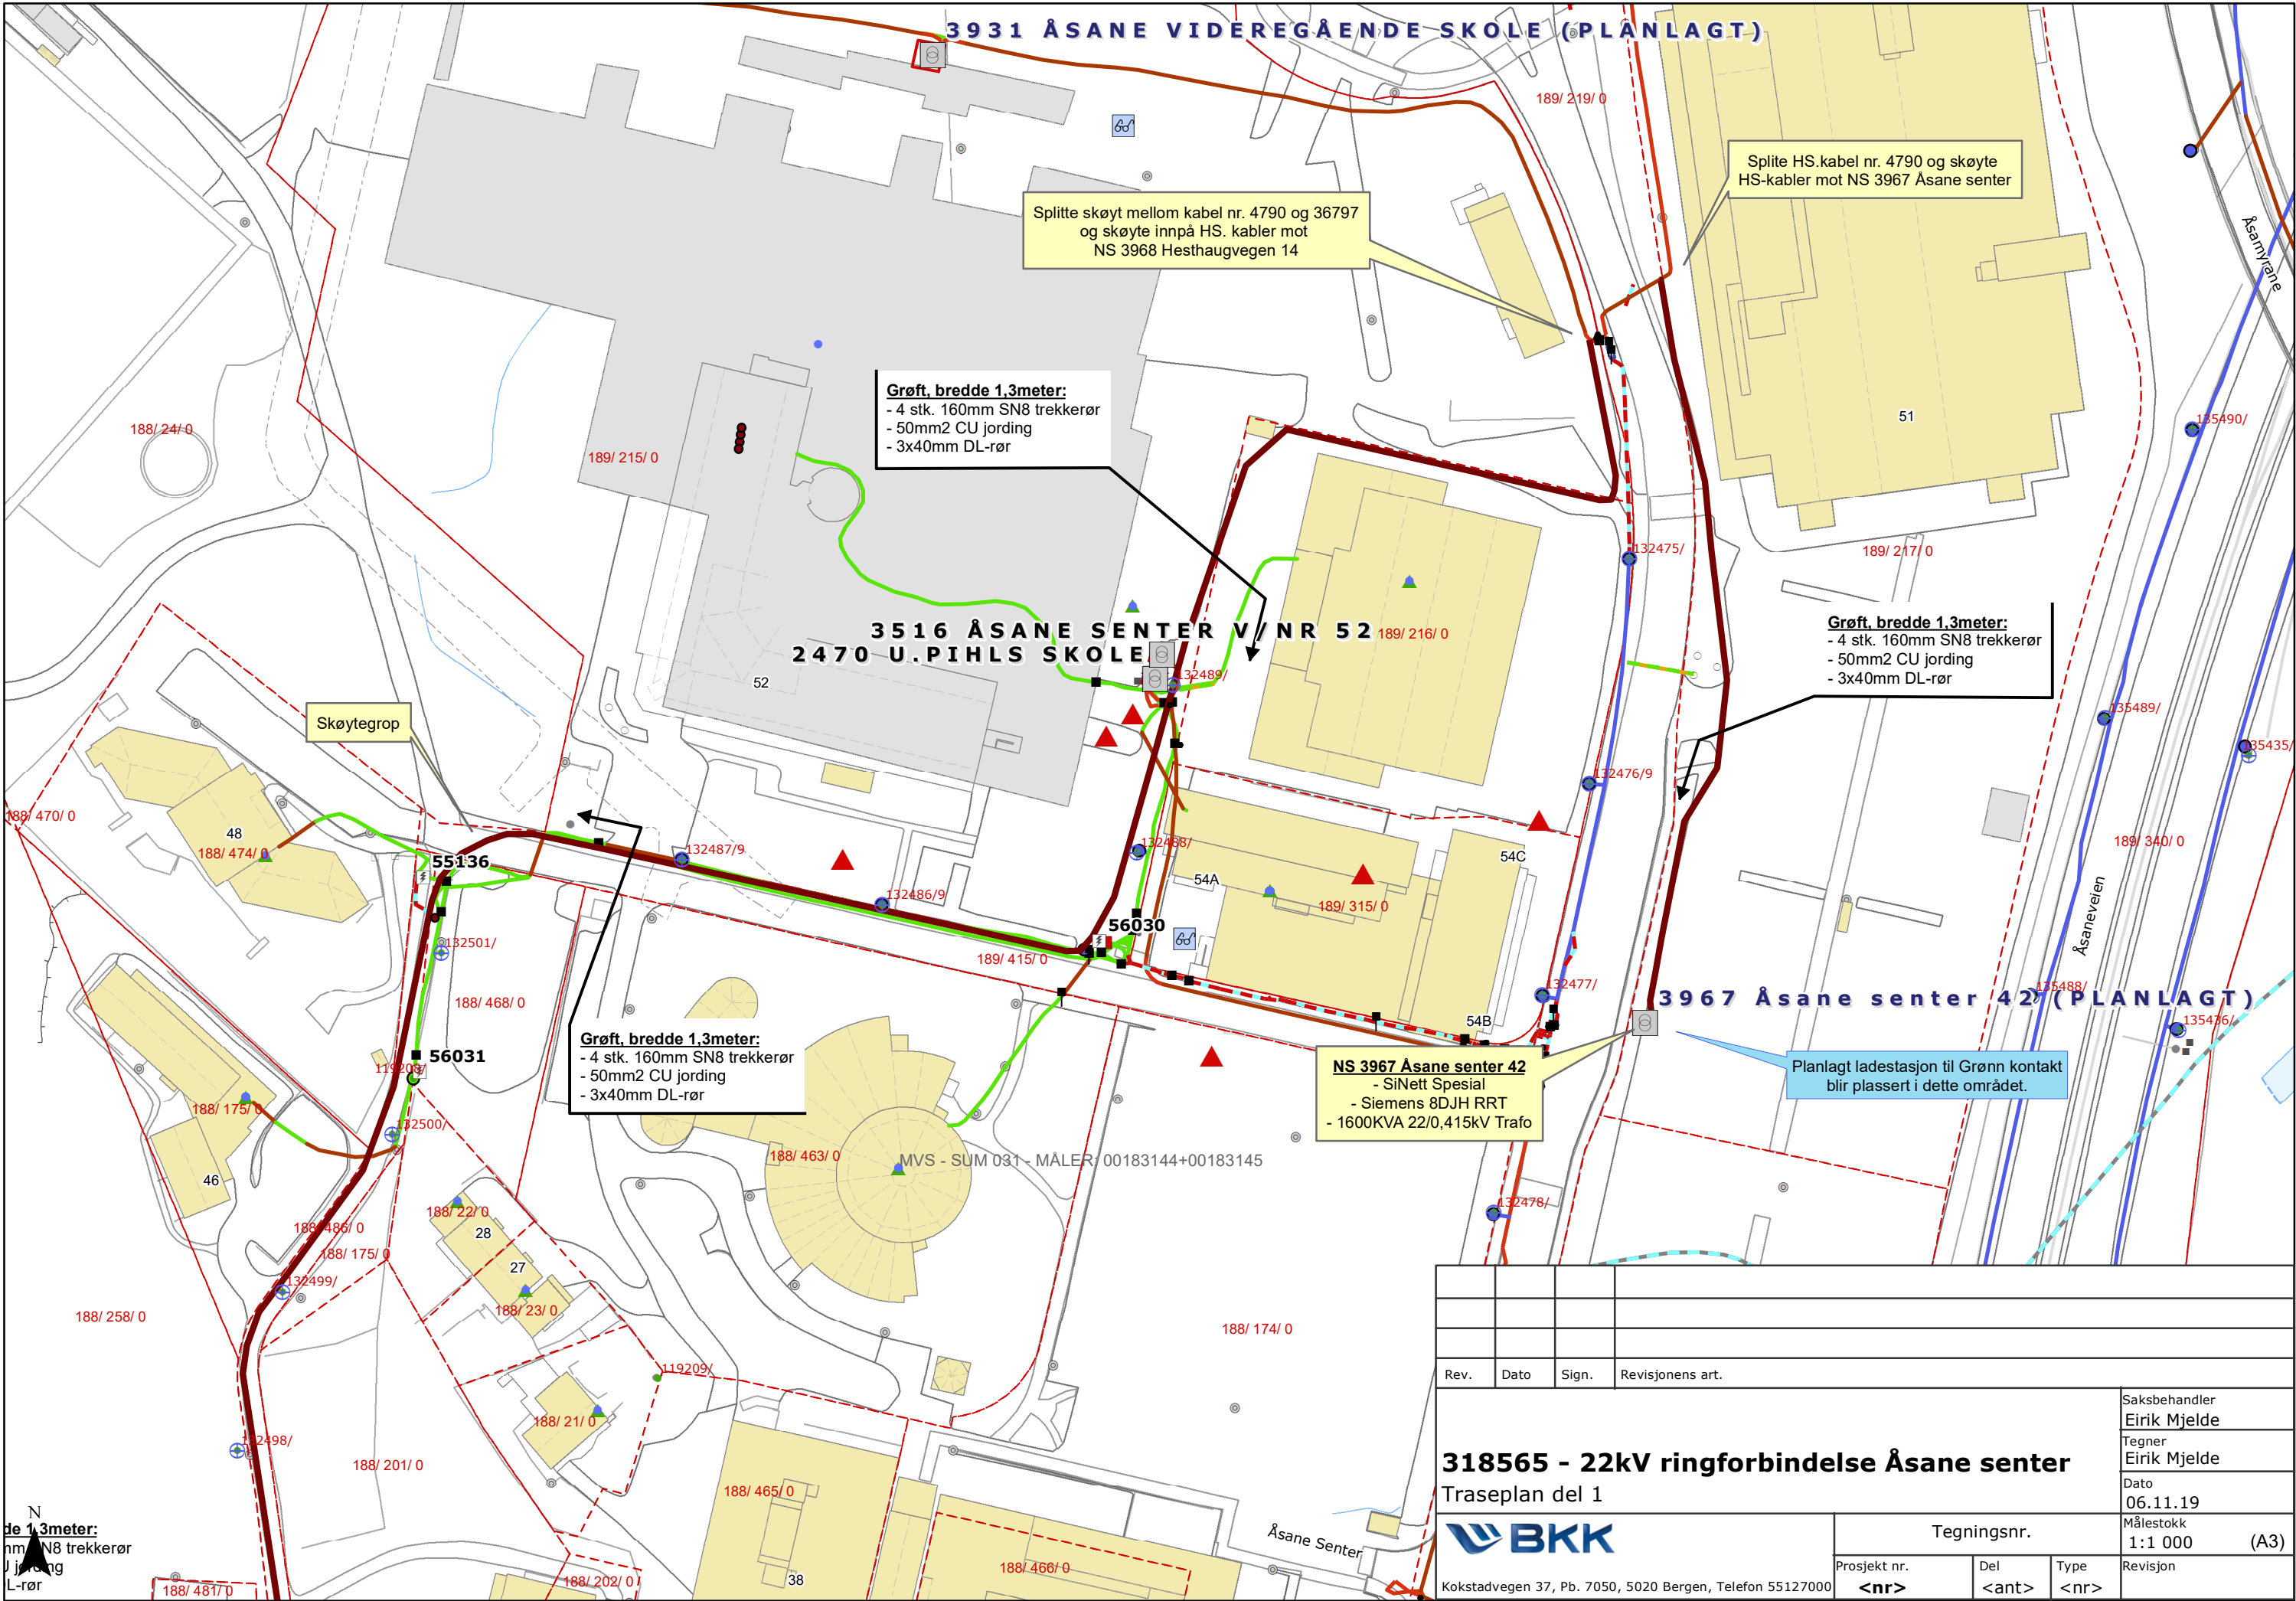 3931 ÅSANE VIDEREGÅENDE SKOLE (PLANLAGT)
189/ 219/ 0
Splite HS.kabel nr. 4790 og skøyte
HS-kabler mot NS 3967 Åsane senter
Splitte skøyt mellom kabel nr. 4790 og 36797
og skøyte innpå HS. kabler mot
NS 3968 Hesthaugvegen 14
Åsamyrane
Grøft, bredde 1,3meter:
- 4 stk. 160mm SN8 trekkerør
- 50mm2 CU jording
- 3x40mm DL-rør
188/ 24/ 0
189/ 215/ 0
51
135490/
132475/
189/ 217/ 0
3516 ÅSANE SENTER V/NR 52
2470 U.PIHLS SKOLE
189/ 216/ 0
132489/
52
Grøft, bredde 1,3meter:
- 4 stk. 160mm SN8 trekkerør
- 50mm2 CU jording
- 3x40mm DL-rør
Skøytegrop
135489/
135435/
132476/9
188/ 470/ 0
48
188/ 474/ 0
55136
132487/9
132488/
54C
189/ 340/ 0
54A
132486/9
189/ 315/ 0
56030
Åsaneveien
132501/
189/ 415/ 0
188/ 468/ 0
132477/
135488/
3967 Åsane senter 42 (PLANLAGT)
54B
135436/
Grøft, bredde 1,3meter:
- 4 stk. 160mm SN8 trekkerør
- 50mm2 CU jording
- 3x40mm DL-rør
56031
119208/
NS 3967 Åsane senter 42
- SiNett Spesial
- Siemens 8DJH RRT
- 1600KVA 22/0,415kV Trafo
Planlagt ladestasjon til Grønn kontakt
blir plassert i dette området.
188/ 175/ 0
132500/
188/ 463/ 0
MVS - SUM 031 - MÅLER: 00183144+00183145
46
188/ 22/ 0
132478/
188/ 486/ 0
28
188/ 175/ 0
27
132499/
188/ 23/ 0
188/ 258/ 0
188/ 174/ 0
119209/
188/ 21/ 0
132498/
188/ 201/ 0
188/ 465/ 0
Åsane Senter
188/ 466/ 0
38
188/ 202/ 0
188/ 481/ 0
N
de 1,3meter:
mm SN8 trekkerør
U jording
L-rør
Rev. Dato Sign. Revisjonens art.
318565 - 22kV ringforbindelse Åsane senter
Traseplan del 1
Saksbehandler
Eirik Mjelde
Tegner
Eirik Mjelde
Dato
06.11.19
Målestokk
1:1 000 (A3)
BKK
Kokstadvegen 37, Pb. 7050, 5020 Bergen, Telefon 55127000
Tegningsnr.
Prosjekt nr. Del Type Revisjon
<nr> <ant> <nr>